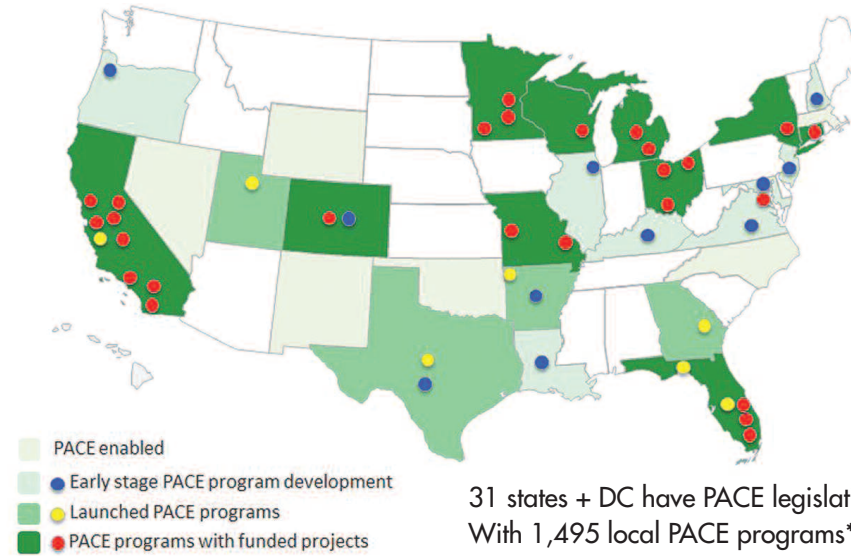 PACE enabled
Early stage PACE program development
Launched PACE programs
PACE programs with funded projects
31 states + DC have PACE legislat
With 1,495 local PACE programs*